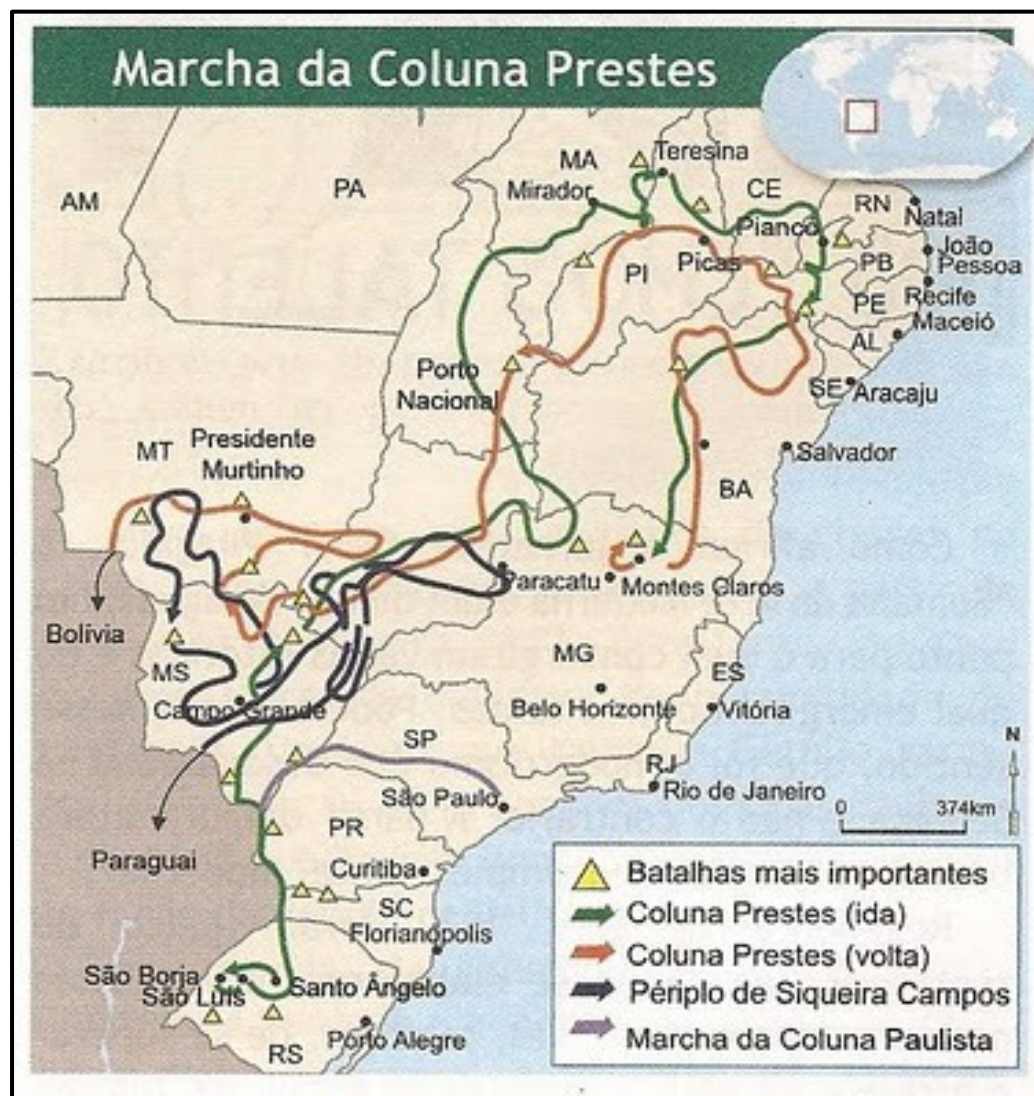 Marcha da Coluna Prestes
AM
PA
MA
Mirador
Teresina
CE
RN
Natal
Piancó
João
Pessoa
PB
PI
Picas
PE
Recife
Maceió
AL
SE
Aracaju
Porto
Nacional
MT
Presidente
Murtinho
Salvador
BA
Paracatu
Montes Claros
Bolívia
MS
Campo Grande
MG
ES
Belo Horizonte
Vitória
SP
RJ
São Paulo
Rio de Janeiro
N
0
374km
PR
Curitiba
Paraguai
SC
Florianópolis
São Borja
São Luís
Santo Ângelo
Porto Alegre
RS
Batalhas mais importantes
Coluna Prestes (ida)
Coluna Prestes (volta)
Périplo de Siqueira Campos
Marcha da Coluna Paulista